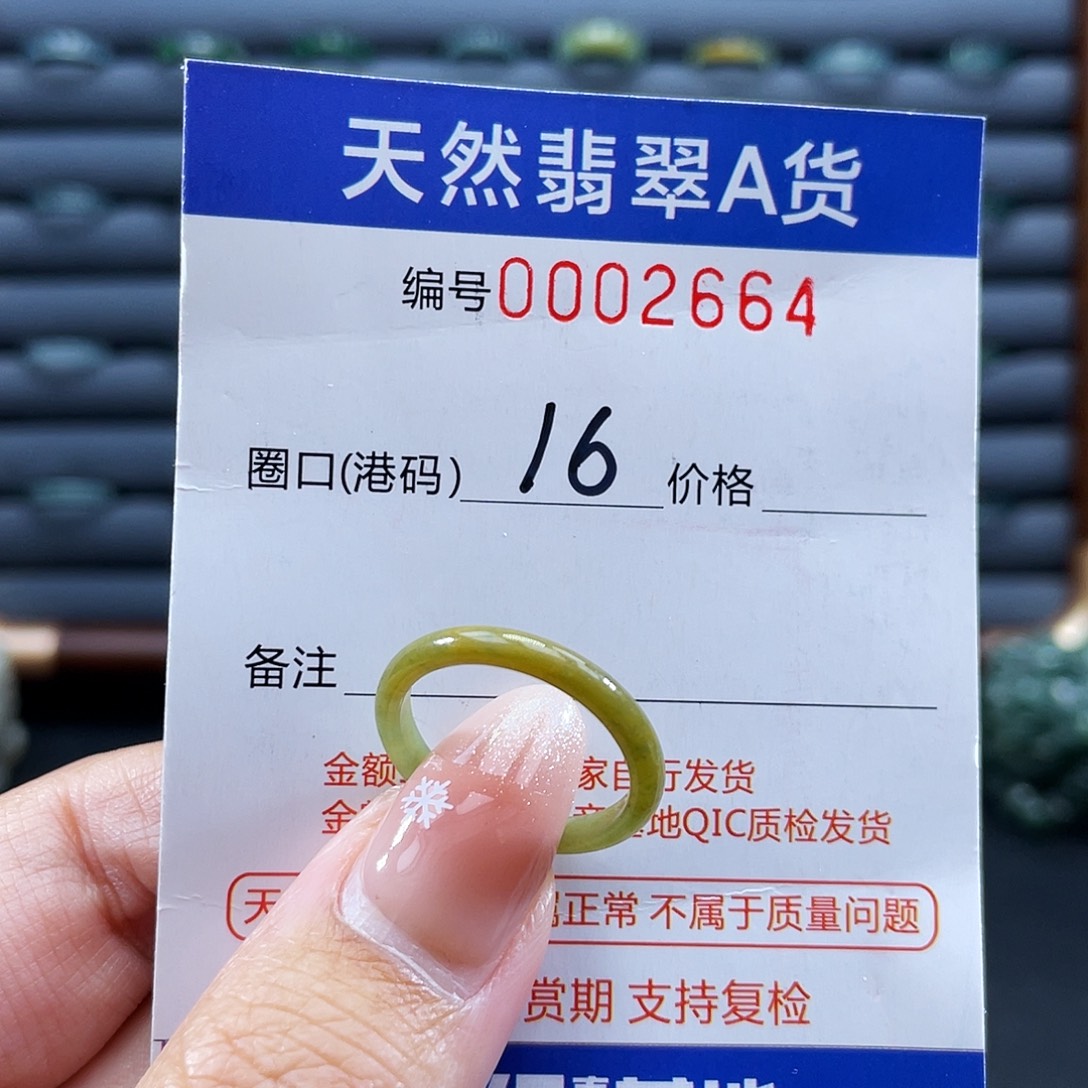 天然翡翠A货
编号0002664
圈口(港码) 16 价格
备注
金额 家自行发货
金 地QIC质检发货
天 正常 不属于质量问题
赏期 支持复检